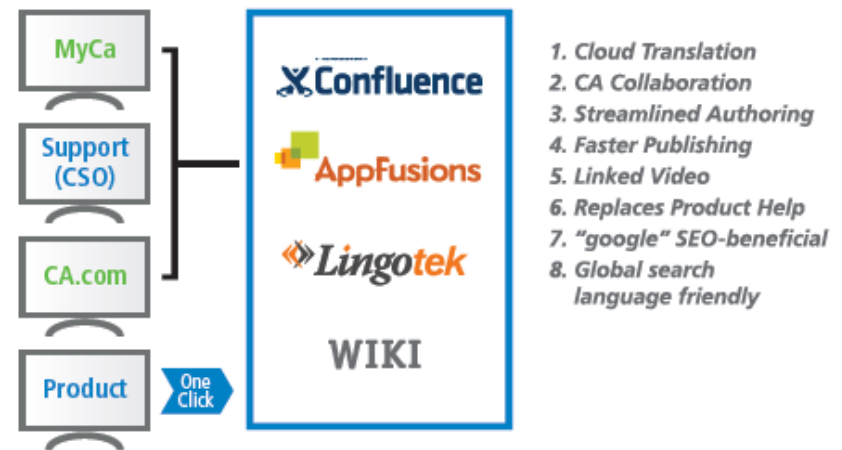 MyCa
Support
(CSO)
CA.com
Product
One
Click
Confluence
AppFusions
Lingotek
WIKI
1. Cloud Translation
2. CA Collaboration
3. Streamlined Authoring
4. Faster Publishing
5. Linked Video
6. Replaces Product Help
7. “google” SEO-beneficial
8. Global search
language friendly